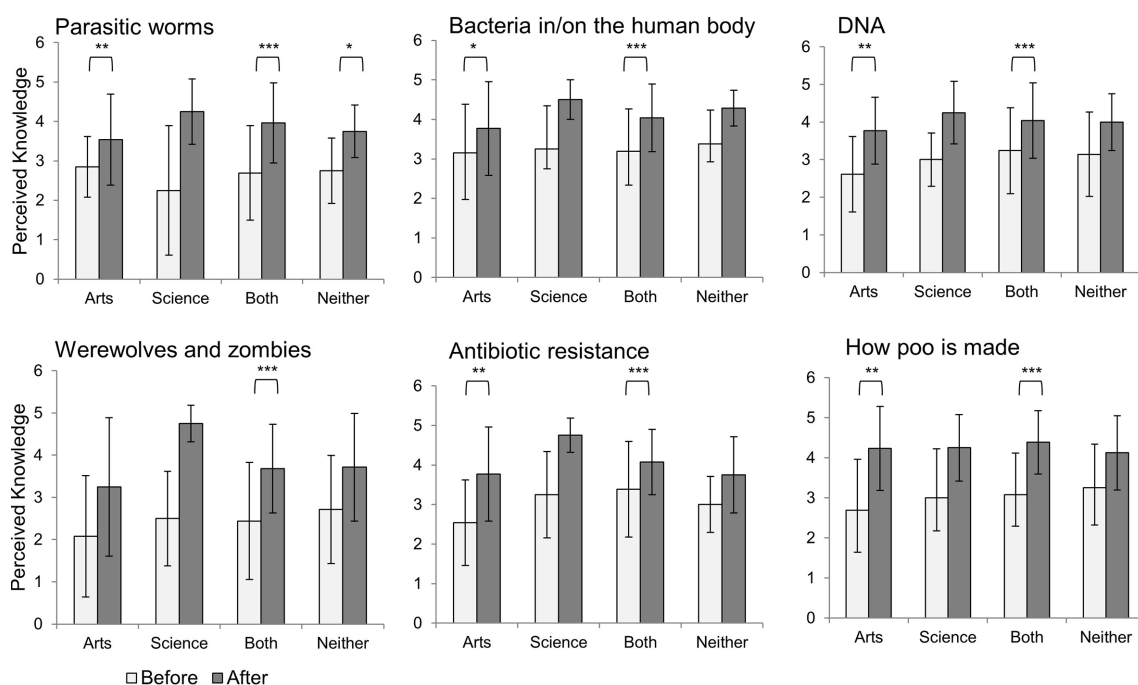 Parasitic worms
Bacteria in/on the human body
DNA
Perceived Knowledge
6
5
4
3
2
1
0
** *** *
Arts Science Both Neither
6
5
4
3
2
1
0
* ***
Arts Science Both Neither
6
5
4
3
2
1
0
** ***
Arts Science Both Neither
Werewolves and zombies
Antibiotic resistance
How poo is made
Perceived Knowledge
6
5
4
3
2
1
0
***
Arts Science Both Neither
6
5
4
3
2
1
0
** ***
Arts Science Both Neither
6
5
4
3
2
1
0
** ***
Arts Science Both Neither
Before After